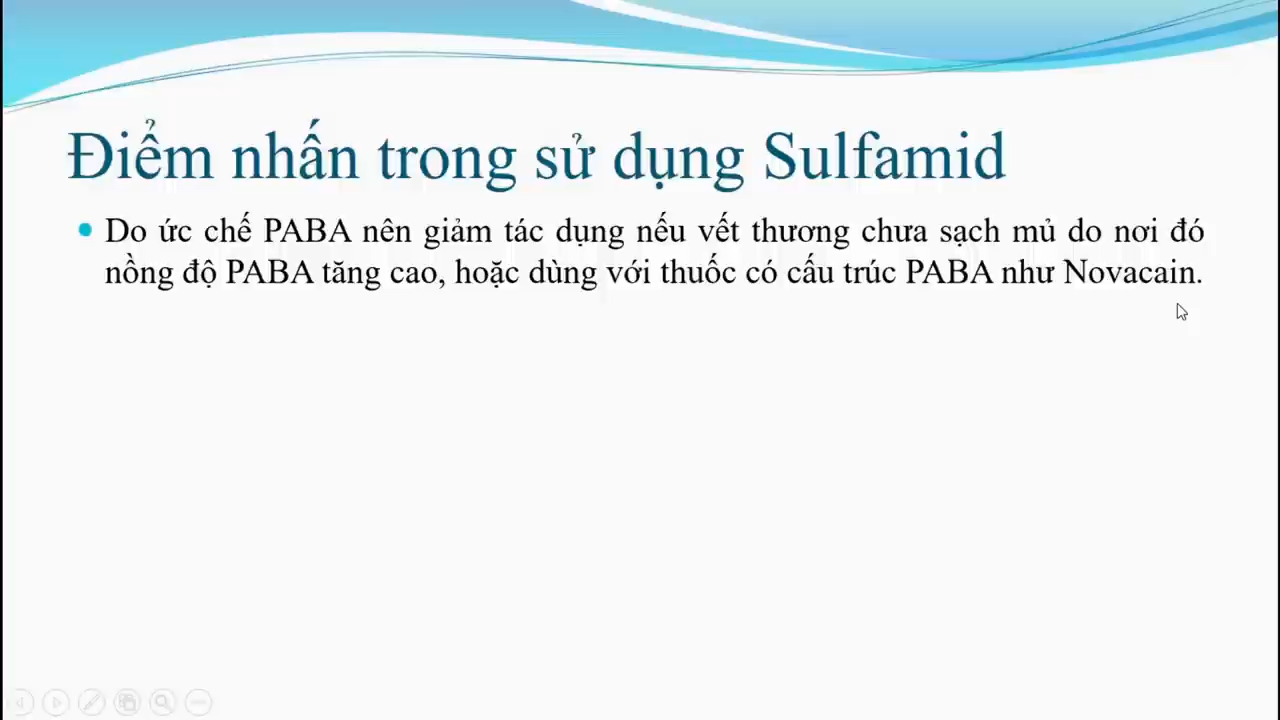 Điểm nhấn trong sử dụng Sulfamid
Do ức chế PABA nên giảm tác dụng nếu vết thương chưa sạch mủ do nơi đó
nồng độ PABA tăng cao, hoặc dùng với thuốc có cấu trúc PABA như Novacain.